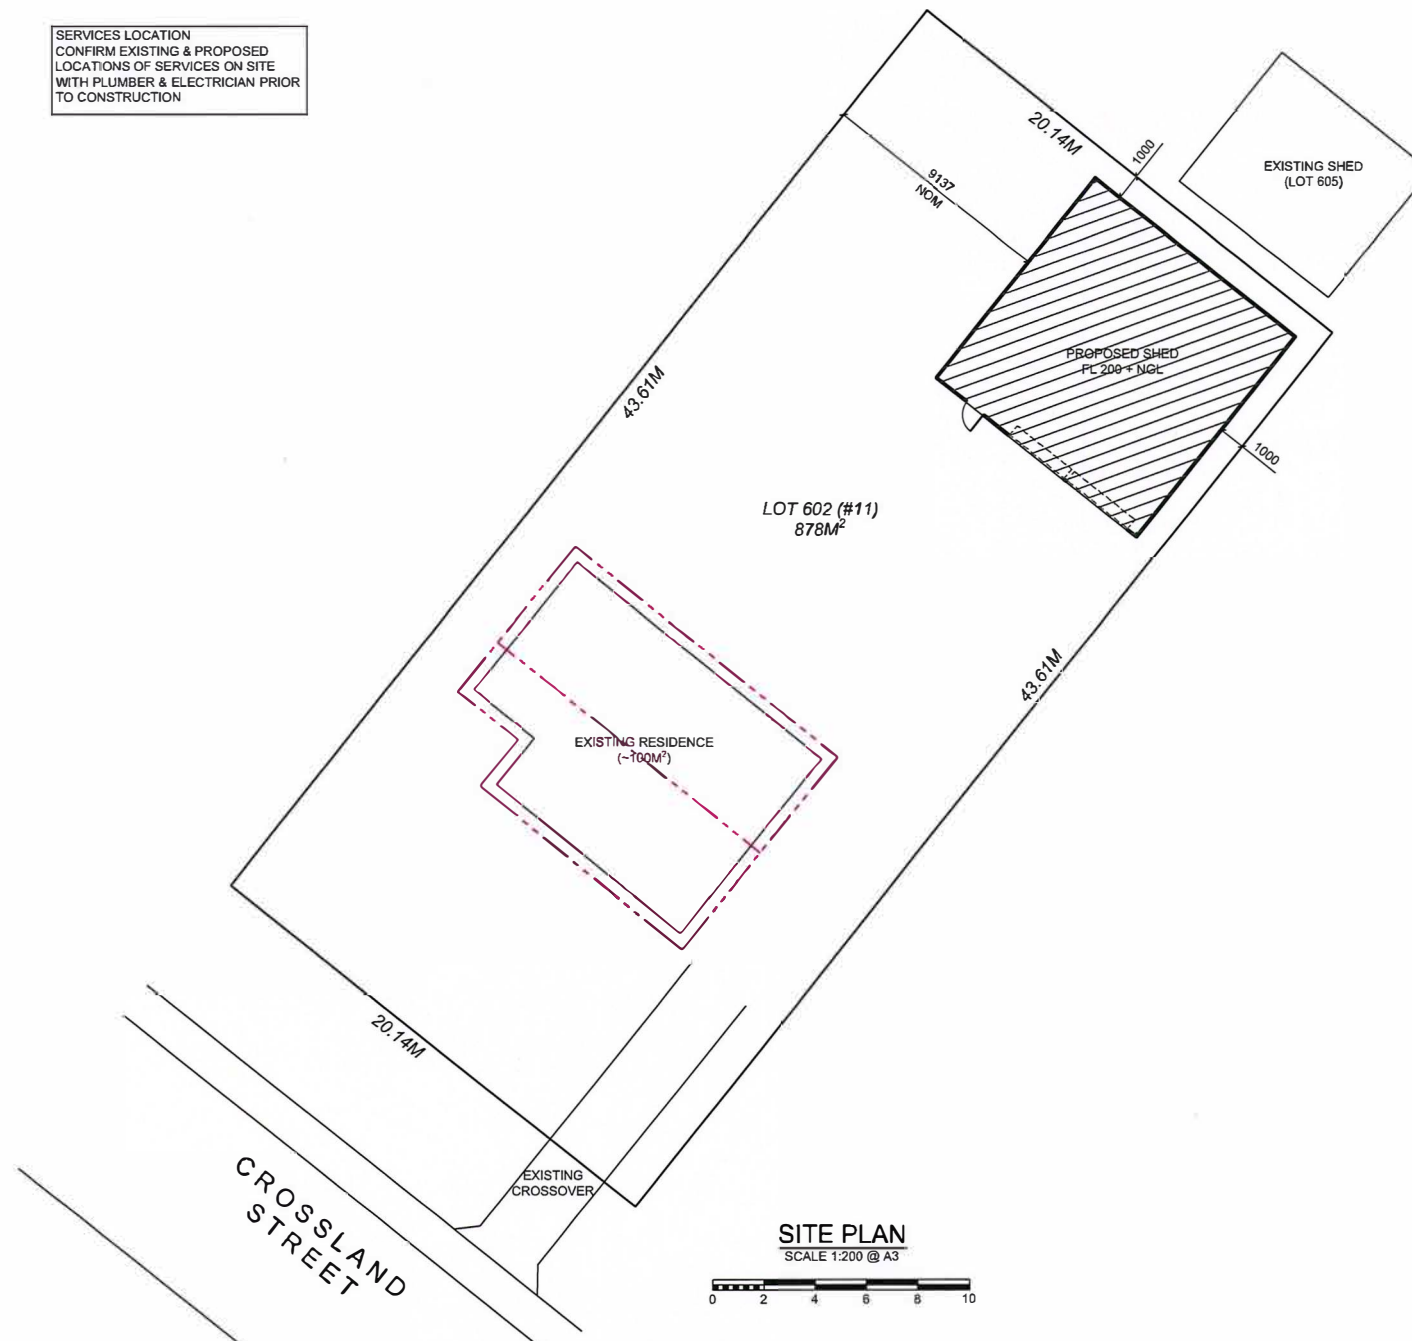 SERVICES LOCATION
CONFIRM EXISTING & PROPOSED
LOCATIONS OF SERVICES ON SITE
WITH PLUMBER & ELECTRICIAN PRIOR
TO CONSTRUCTION
20.14M
1000
EXISTING SHED
(LOT 605)
9137
NOM
PROPOSED SHED
FL 200 + NGL
43.61M
1000
LOT 602 (#11)
878M²
43.61M
EXISTING RESIDENCE
(~100M²)
20.14M
EXISTING
CROSSOVER
CROSSLAND
STREET
SITE PLAN
SCALE 1:200 @ A3
0 2 4 6 8 10